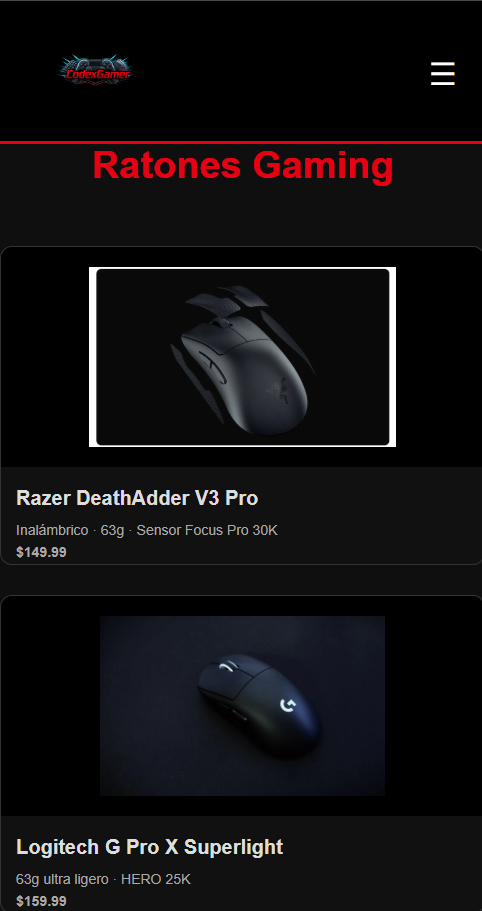 CodexGamer
☰
Ratones Gaming
Razer DeathAdder V3 Pro
Inalámbrico · 63g · Sensor Focus Pro 30K
$149.99
G
Logitech G Pro X Superlight
63g ultra ligero · HERO 25K
$159.99